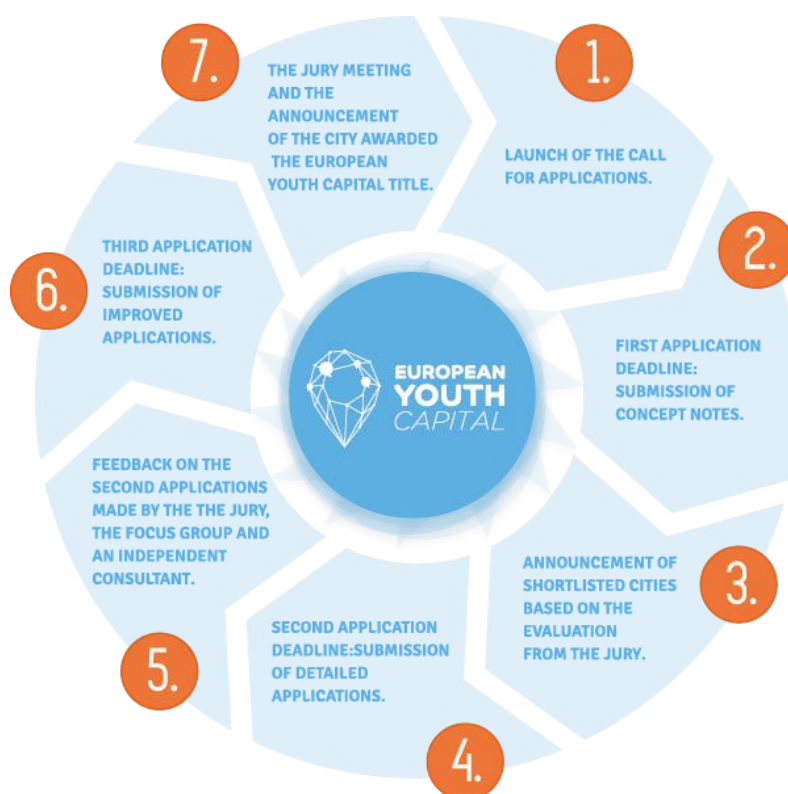 1.
LAUNCH OF THE CALL
FOR APPLICATIONS.
2.
FIRST APPLICATION
DEADLINE:
SUBMISSION OF
CONCEPT NOTES.
3.
ANNOUNCEMENT OF
SHORTLISTED CITIES
BASED ON THE
EVALUATION
FROM THE JURY.
4.
SECOND APPLICATION
DEADLINE:SUBMISSION
OF DETAILED
APPLICATIONS.
5.
FEEDBACK ON THE
SECOND APPLICATIONS
MADE BY THE THE JURY,
THE FOCUS GROUP AND
AN INDEPENDENT
CONSULTANT.
6.
THIRD APPLICATION
DEADLINE:
SUBMISSION OF
IMPROVED
APPLICATIONS.
7.
THE JURY MEETING
AND THE
ANNOUNCEMENT
OF THE CITY AWARDED
THE EUROPEAN
YOUTH CAPITAL TITLE.
EUROPEAN
YOUTH
CAPITAL